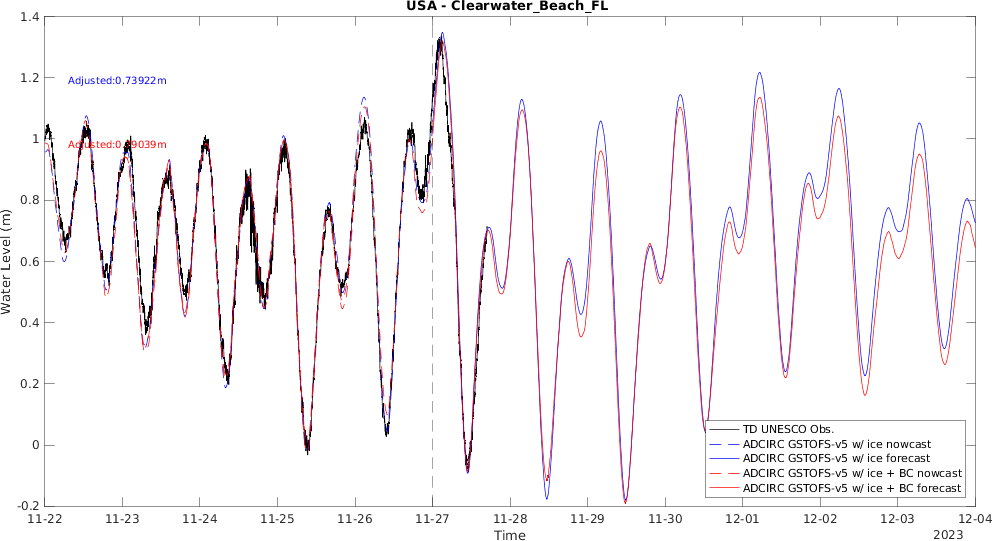 USA - Clearwater_Beach_FL
1.4
1.2
1
0.8
0.6
0.4
0.2
0
-0.2
Water Level (m)
Adjusted:0.73922m
TD UNESCO Obs.
ADCIRC GSTOFS-v5 w/ ice nowcast
ADCIRC GSTOFS-v5 w/ ice forecast
ADCIRC GSTOFS-v5 w/ ice + BC nowcast
ADCIRC GSTOFS-v5 w/ ice + BC forecast
11-22 11-23 11-24 11-25 11-26 11-27 11-28 11-29 11-30 12-01 12-02 12-03 12-04
Time
2023